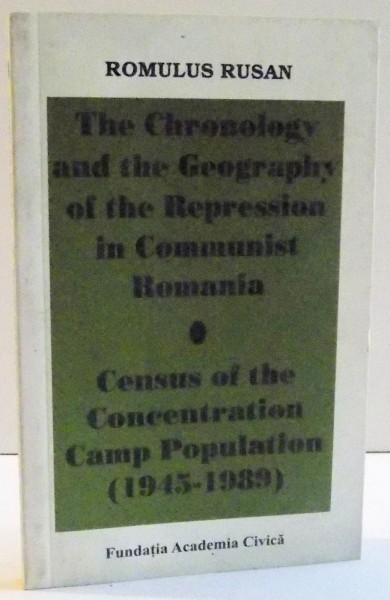 ROMULUS RUSAN
The Chronology
and the Geography
of the Repression
in Communist
Romania
Census of the
Concentration
Camp Population
(1945-1989)
Fundația Academia Civică